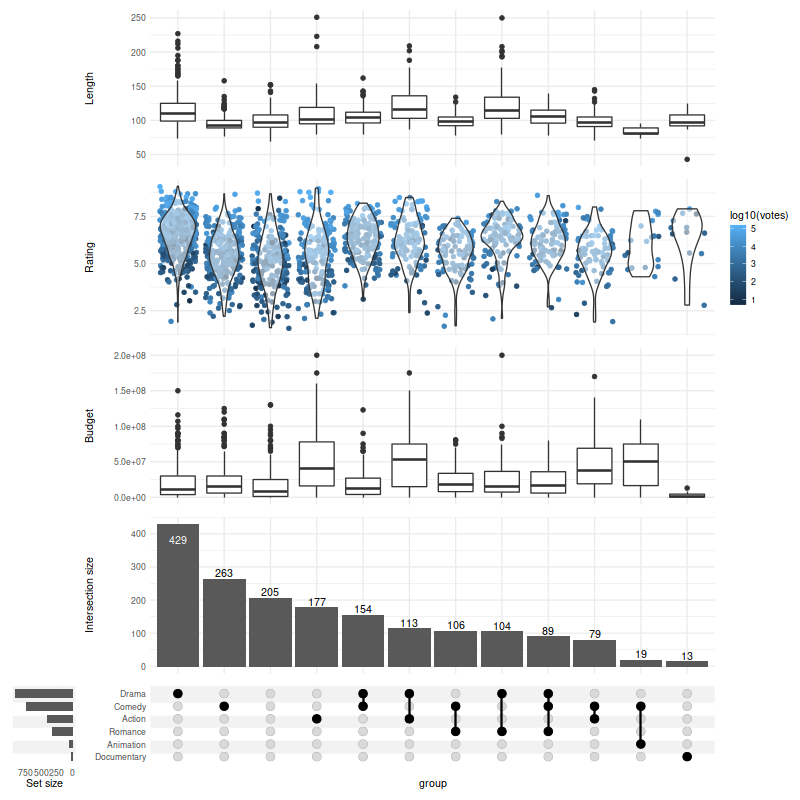 250
200
150
100
50
Length
7.5
5.0
2.5
Rating
log10(votes)
5
4
3
2
1
2.0e+08
1.5e+08
1.0e+08
5.0e+07
0.0e+00
Budget
400
300
200
100
0
Intersection size
429
263
205
177
154
113
106
104
89
79
19
13
Drama
Comedy
Action
Romance
Animation
Documentary
750 500 250 0
Set size
group